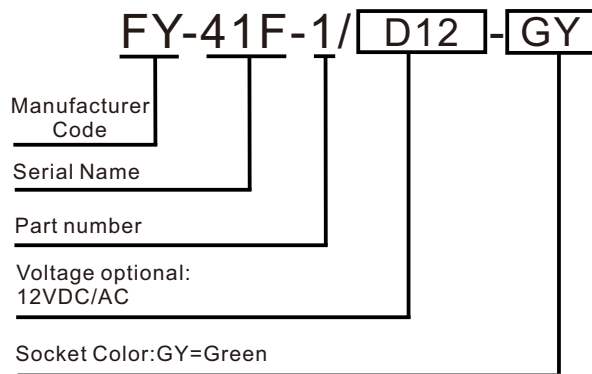 FY-41F-1/ D12 - GY
Manufacturer
Code
Serial Name
Part number
Voltage optional:
12VDC/AC
Socket Color:GY=Green